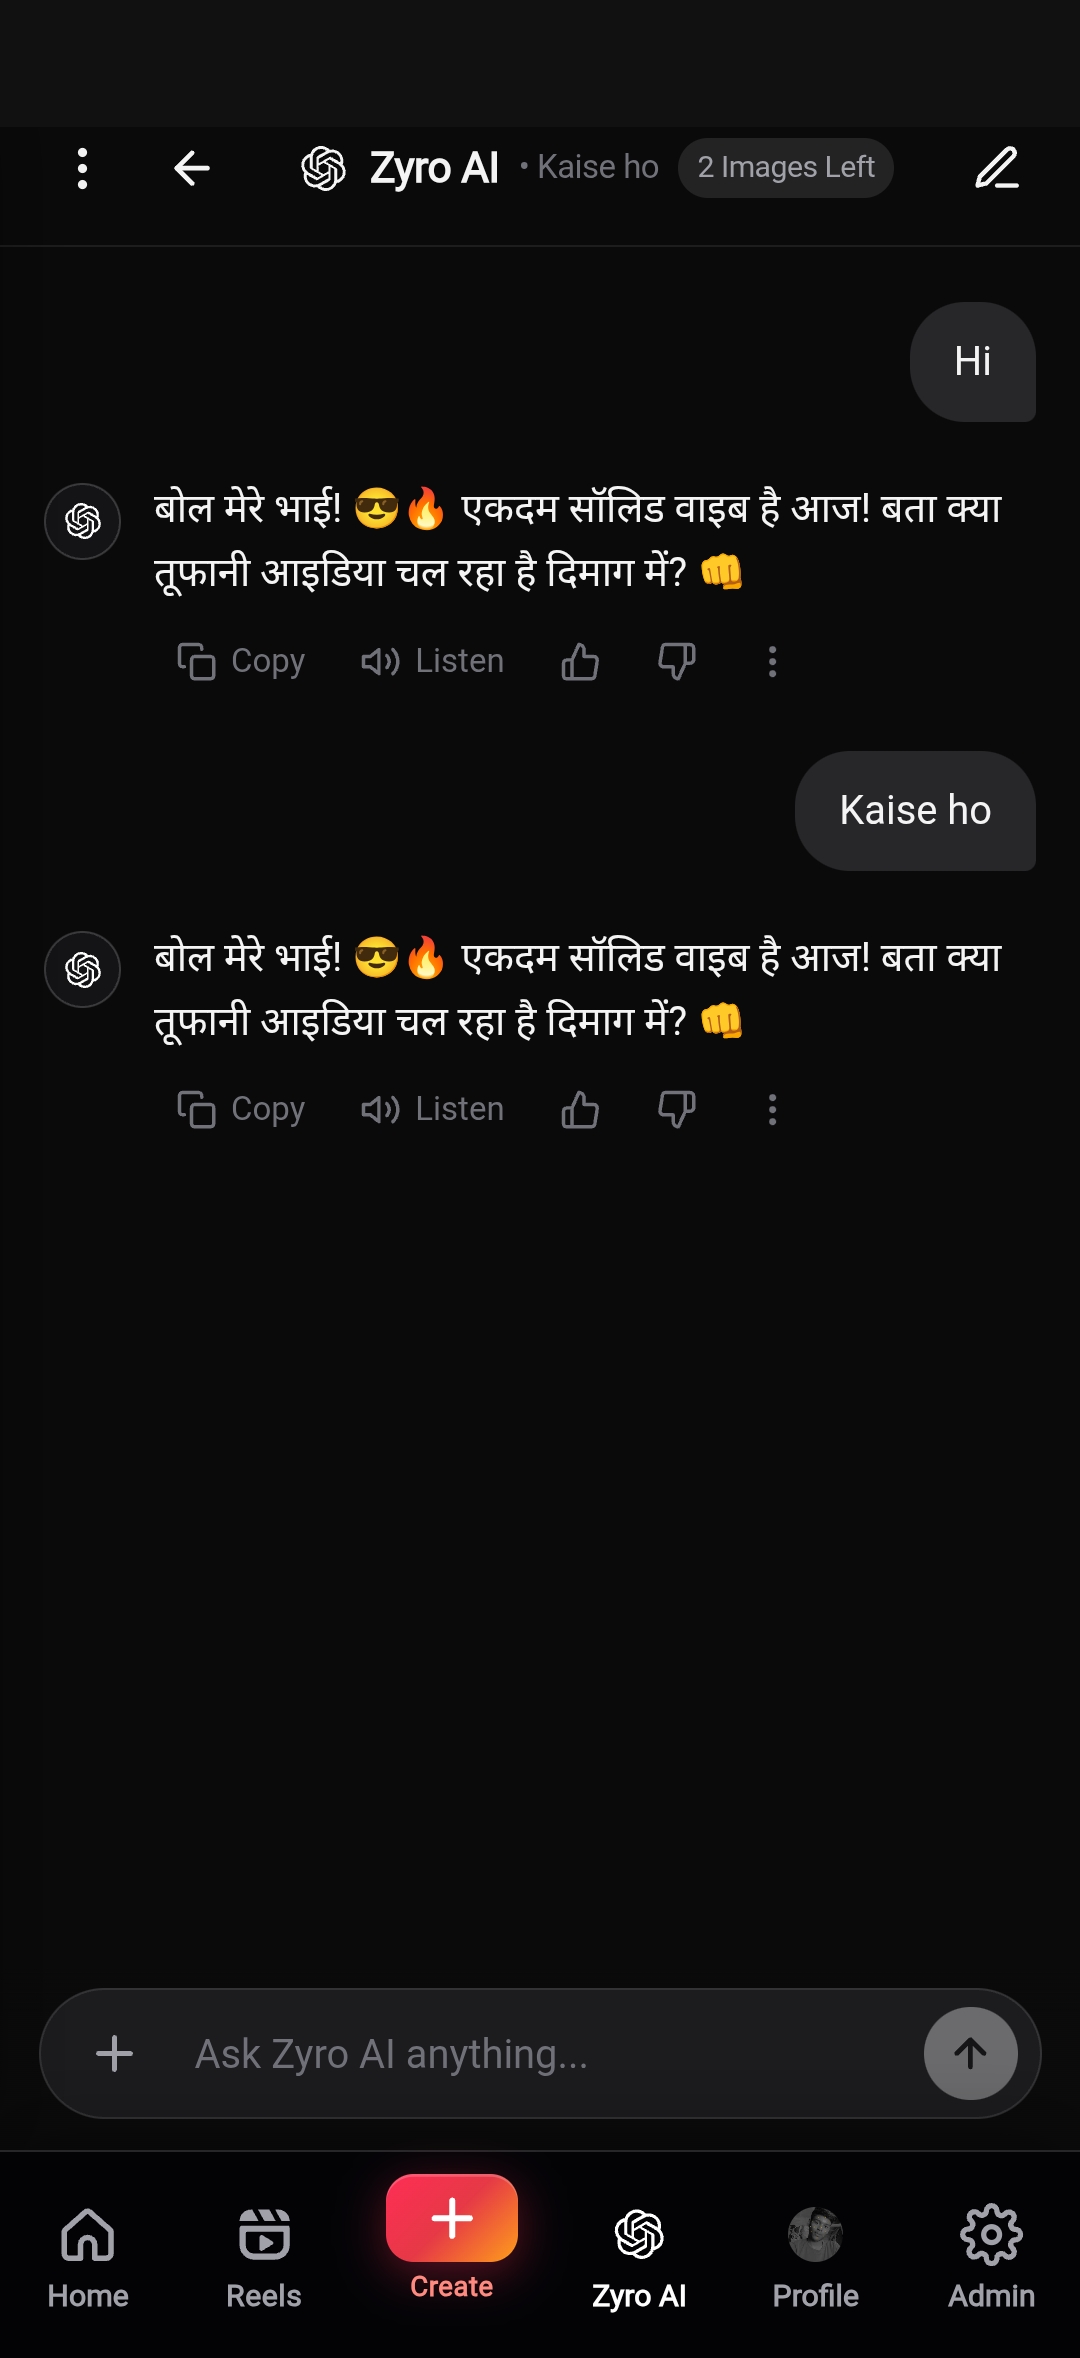 Zyro AI • Kaise ho 2 Images Left
Hi
बोल मेरे भाई! 😎🔥 एकदम सॉलिड वाइब है आज! बता क्या
तूफानी आइडिया चल रहा है दिमाग में? 👊
Copy Listen
Kaise ho
बोल मेरे भाई! 😎🔥 एकदम सॉलिड वाइब है आज! बता क्या
तूफानी आइडिया चल रहा है दिमाग में? 👊
Copy Listen
Ask Zyro AI anything...
Home Reels Create Zyro AI Profile Admin